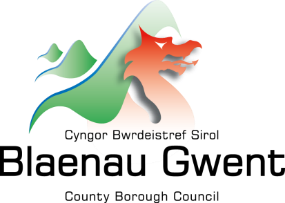 Cyngor Bwrdeistref Sirol
Blaenau Gwent
County Borough Council